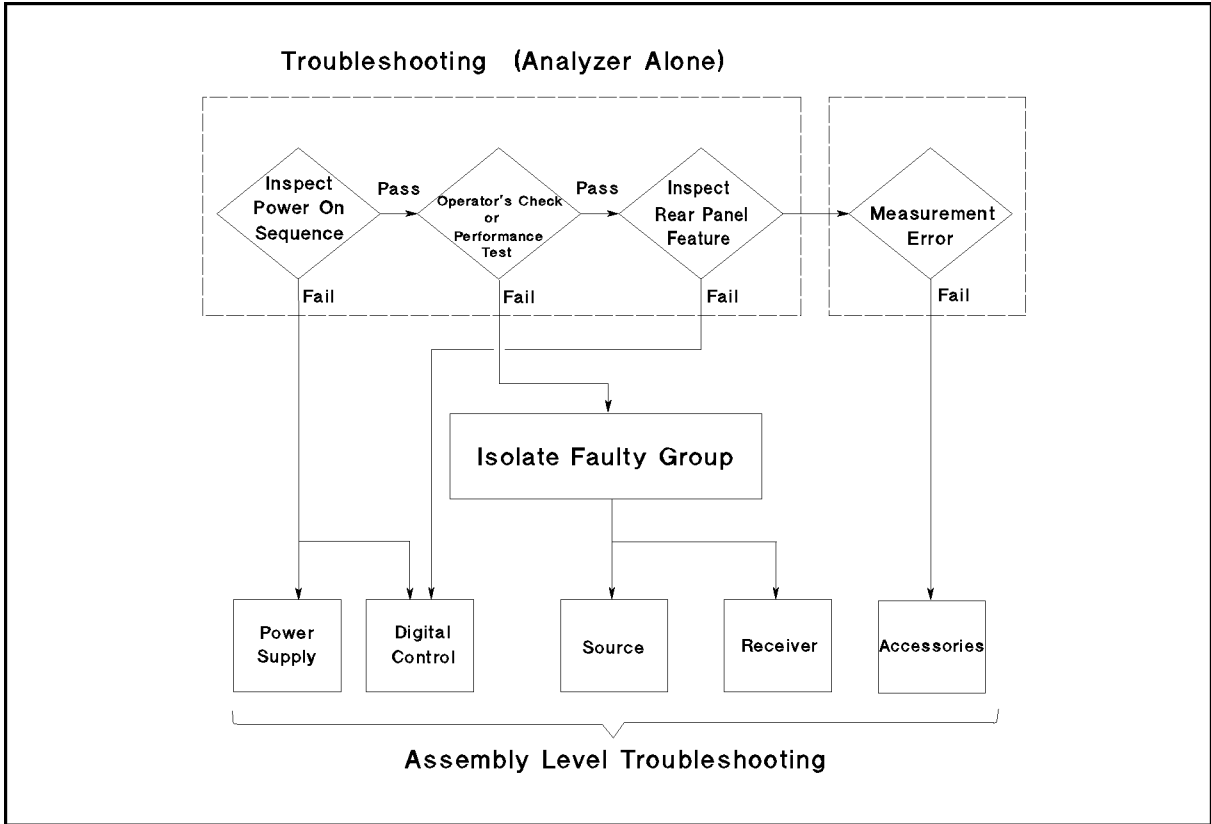 Troubleshooting (Analyzer Alone)
Inspect
Power On
Sequence
Pass
Operator's Check
or
Performance
Test
Pass
Inspect
Rear Panel
Feature
Measurement
Error
Fail
Fail
Fail
Fail
Isolate Faulty Group
Power
Supply
Digital
Control
Source
Receiver
Accessories
Assembly Level Troubleshooting